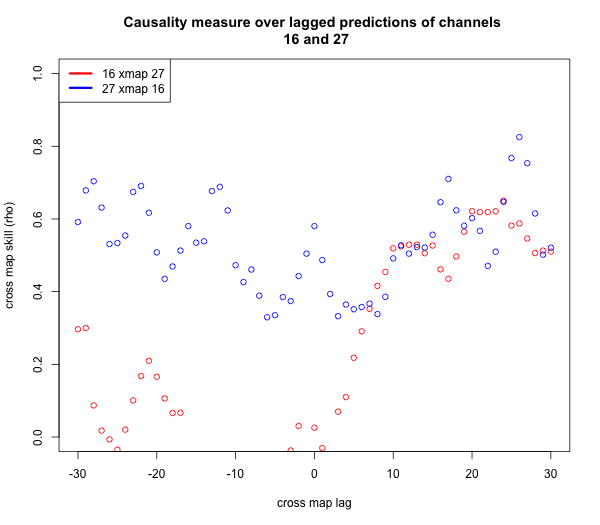 Causality measure over lagged predictions of channels
16 and 27
16 xmap 27
27 xmap 16
cross map skill (rho)
1.0
0.8
0.6
0.4
0.2
0.0
-30 -20 -10 0 10 20 30
cross map lag